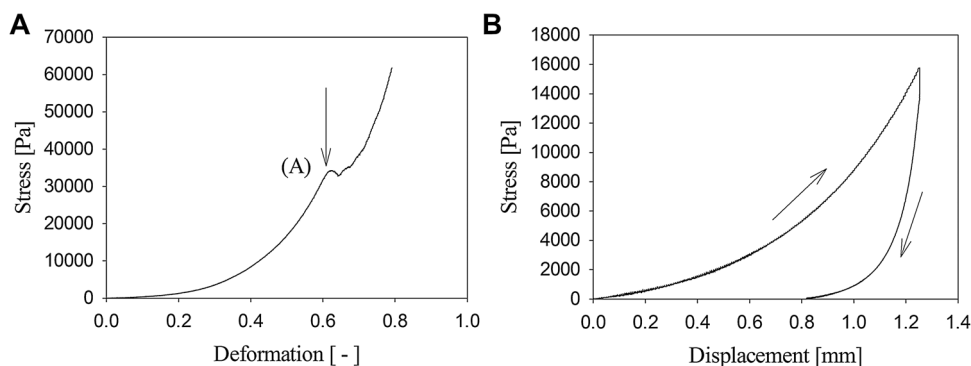 A
70000
60000
50000
40000
30000
20000
10000
0
Stress [Pa]
(A)
0.0 0.2 0.4 0.6 0.8 1.0
Deformation [ - ]
B
18000
16000
14000
12000
10000
8000
6000
4000
2000
0
Stress [Pa]
0.0 0.2 0.4 0.6 0.8 1.0 1.2 1.4
Displacement [mm]